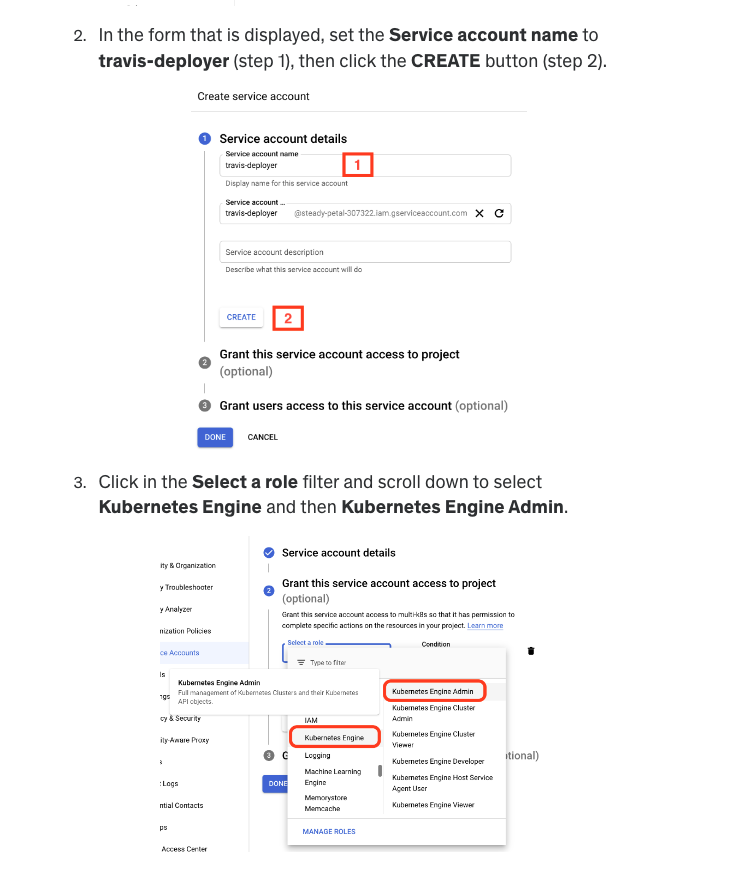 2. In the form that is displayed, set the Service account name to
travis-deployer (step 1), then click the CREATE button (step 2).
Create service account
1 Service account details
Service account name
travis-deployer
1
Display name for this service account
Service account ...
travis-deployer @steady-petal-307322.iam.gserviceaccount.com
Service account description
Describe what this service account will do
CREATE
2
2 Grant this service account access to project
(optional)
3 Grant users access to this service account (optional)
DONE CANCEL
3. Click in the Select a role filter and scroll down to select
Kubernetes Engine and then Kubernetes Engine Admin.
Service account details
ity & Organization
2 Grant this service account access to project
(optional)
y Troubleshooter
y Analyzer
Grant this service account access to multi-k8s so that it has permission to
complete specific actions on the resources in your project. Learn more
nization Policies
Select a role
Condition
ce Accounts
Type to filter
ls
Kubernetes Engine Admin
Full management of Kubernetes Clusters and their Kubernetes
API objects.
ngs
Kubernetes Engine Admin
Kubernetes Engine Cluster
Admin
cy & Security
IAM
Kubernetes Engine
Kubernetes Engine Cluster
Viewer
ity-Aware Proxy
3 G
Logging
tional)
Kubernetes Engine Developer
s
Machine Learning
Engine
Kubernetes Engine Host Service
Agent User
: Logs
DONE
Memorystore
Memcache
Kubernetes Engine Viewer
ntial Contacts
ps
MANAGE ROLES
Access Center